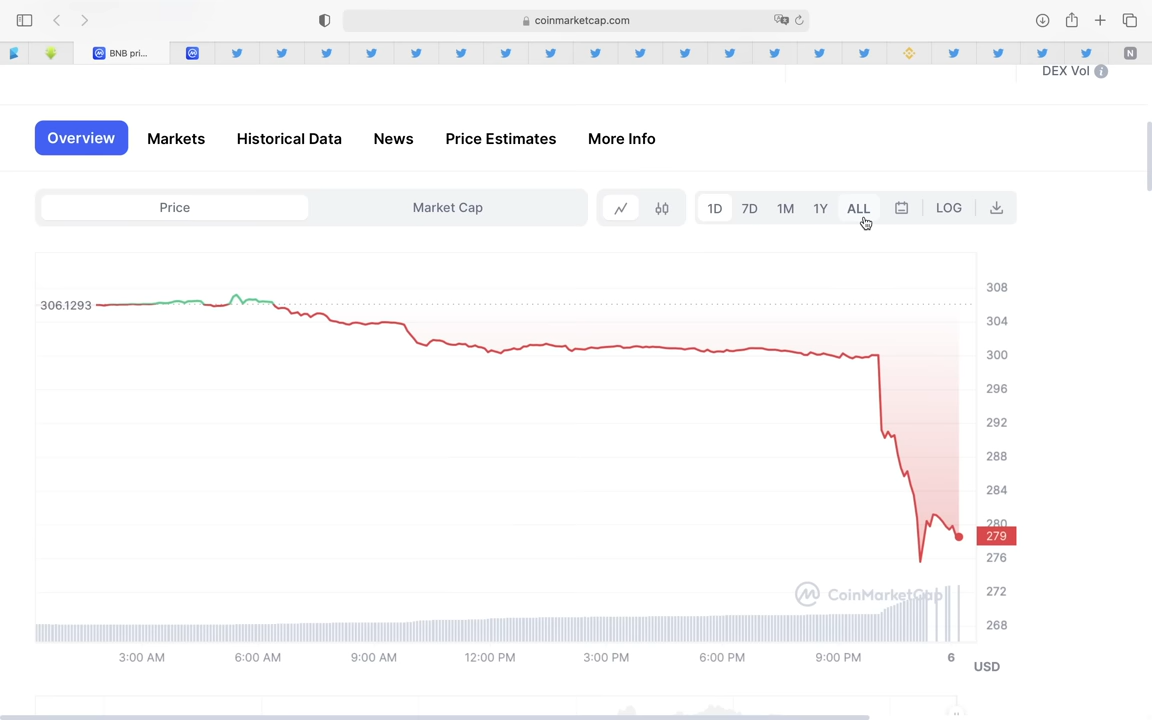 coinmarketcap.com
BNB pri...
N
DEX Vol i
Overview Markets Historical Data News Price Estimates More Info
Price Market Cap 1D 7D 1M 1Y ALL LOG
308
306.1293
304
300
296
292
288
284
280
279
276
272
CoinMarketCap
268
3:00 AM 6:00 AM 9:00 AM 12:00 PM 3:00 PM 6:00 PM 9:00 PM 6
USD